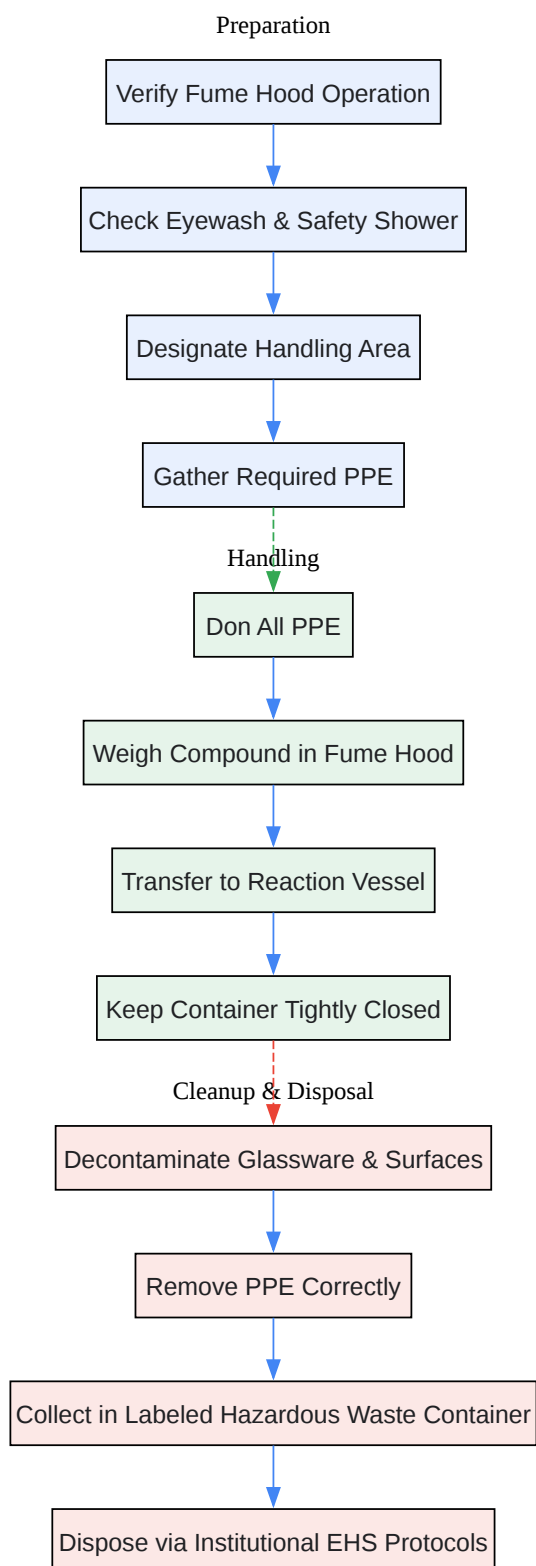 Preparation
Verify Fume Hood Operation
Check Eyewash & Safety Shower
Designate Handling Area
Gather Required PPE
Handling
Don All PPE
Weigh Compound in Fume Hood
Transfer to Reaction Vessel
Keep Container Tightly Closed
Cleanup & Disposal
Decontaminate Glassware & Surfaces
Remove PPE Correctly
Collect in Labeled Hazardous Waste Container
Dispose via Institutional EHS Protocols